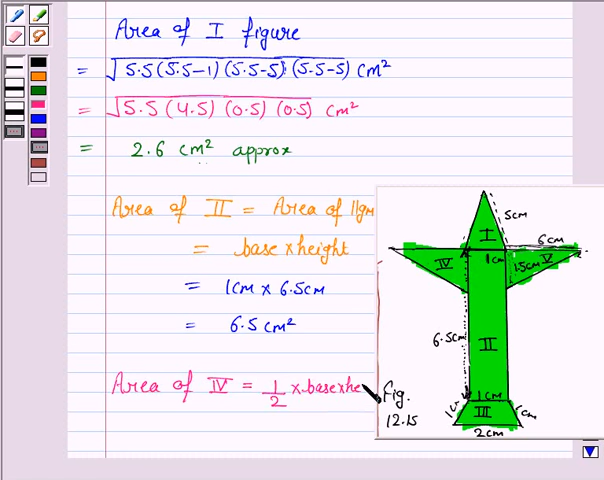 Area of I figure
= √5.5(5.5-1)(5.5-5)(5.5-5) cm²
= √5.5(4.5)(0.5)(0.5) cm²
= 2.6 cm² approx
Area of II = Area of llgm
= base x height
= 1cm x 6.5cm
= 6.5 cm²
Area of IV = 1/2 x base x he
5cm
I
6cm
1cm
IV
1.5cm
V
6.5cm
II
1cm
1cm
III
1cm
2cm
Fig.
12.15